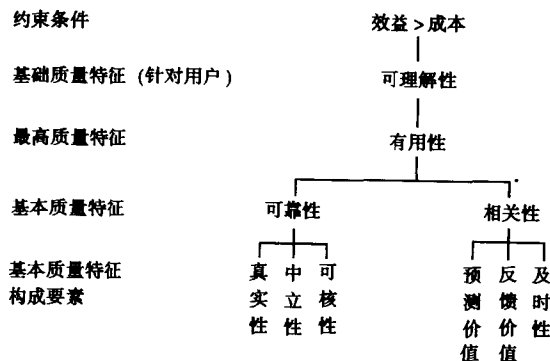 约束条件 效益>成本
基础质量特征（针对用户） 可理解性
最高质量特征 有用性
基本质量特征 可靠性 相关性
基本质量特征
构成要素
真实性 中立性 可核性 预测价值 反馈价值 及时性